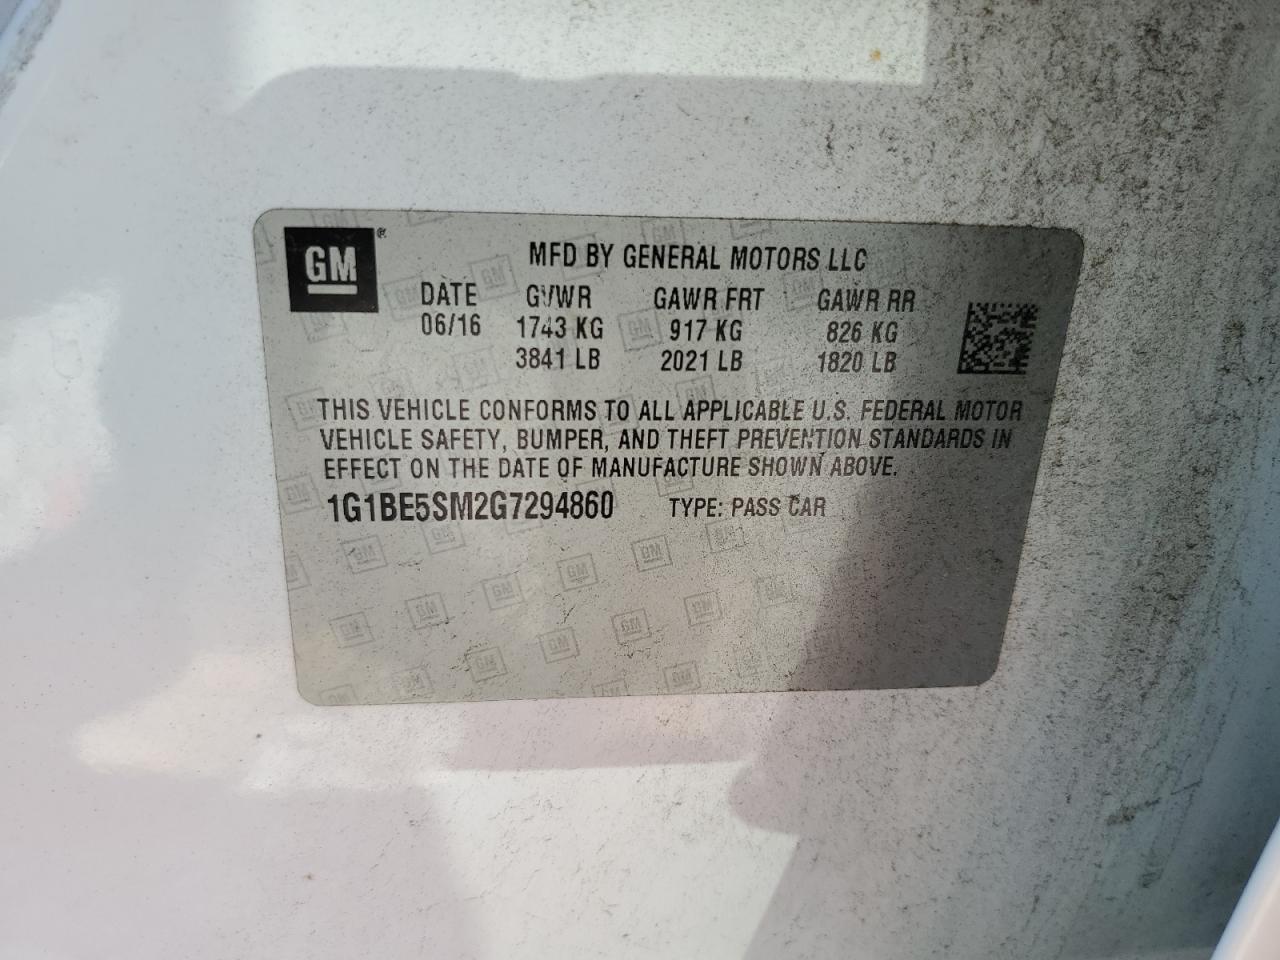 GM®
MFD BY GENERAL MOTORS LLC
DATE GVWR GAWR FRT GAWR RR
06/16 1743 KG 917 KG 826 KG
3841 LB 2021 LB 1820 LB
THIS VEHICLE CONFORMS TO ALL APPLICABLE U.S. FEDERAL MOTOR
VEHICLE SAFETY, BUMPER, AND THEFT PREVENTION STANDARDS IN
EFFECT ON THE DATE OF MANUFACTURE SHOWN ABOVE.
1G1BE5SM2G7294860 TYPE: PASS CAR